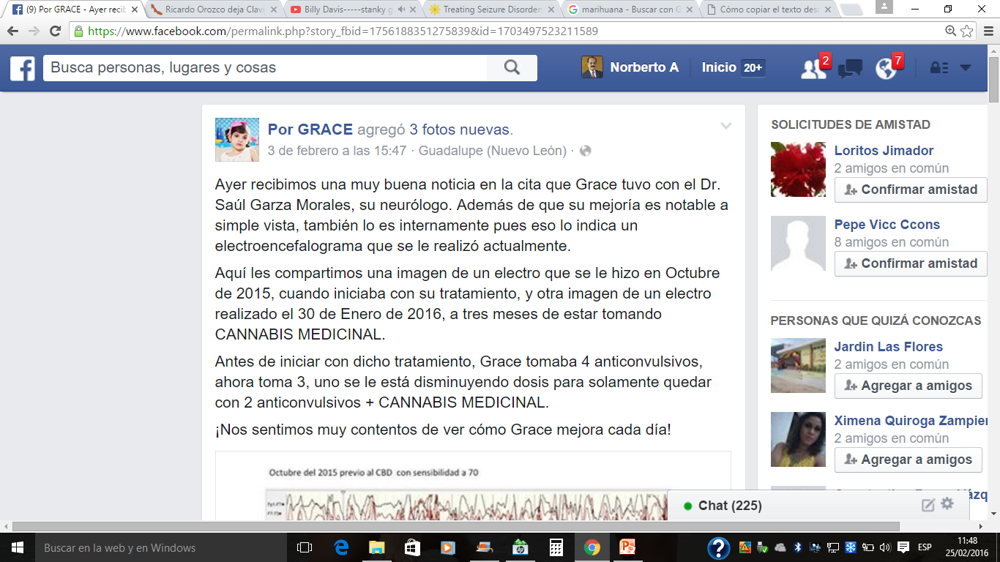 (9) Por GRACE - Ayer recib
Ricardo Orozco deja Clavi
Billy Davis-----stanky g
Treating Seizure Disorder
marihuana - Buscar con G
Cómo copiar el texto des
https://www.facebook.com/permalink.php?story_fbid=1756188351275839&id=1703497523211589
Busca personas, lugares y cosas
Norberto A
Inicio 20+
2
7
Por GRACE agregó 3 fotos nuevas.
3 de febrero a las 15:47 · Guadalupe (Nuevo León) ·
Ayer recibimos una muy buena noticia en la cita que Grace tuvo con el Dr.
Saúl Garza Morales, su neurólogo. Además de que su mejoría es notable a
simple vista, también lo es internamente pues eso lo indica un
electroencefalograma que se le realizó actualmente.
Aquí les compartimos una imagen de un electro que se le hizo en Octubre
de 2015, cuando iniciaba con su tratamiento, y otra imagen de un electro
realizado el 30 de Enero de 2016, a tres meses de estar tomando
CANNABIS MEDICINAL.
Antes de iniciar con dicho tratamiento, Grace tomaba 4 anticonvulsivos,
ahora toma 3, uno se le está disminuyendo dosis para solamente quedar
con 2 anticonvulsivos + CANNABIS MEDICINAL.
¡Nos sentimos muy contentos de ver cómo Grace mejora cada día!
Octubre del 2015 previo al CBD con sensibilidad a 70
SOLICITUDES DE AMISTAD
Loritos Jimador
2 amigos en común
Confirmar amistad
Pepe Vicc Ccons
8 amigos en común
Confirmar amistad
PERSONAS QUE QUIZÁ CONOZCAS
Jardin Las Flores
2 amigos en común
Agregar a amigos
Ximena Quiroga Zampier
2 amigos en común
Agregar a amigos
Chat (225)
Buscar en la web y en Windows
ESP
11:48
25/02/2016